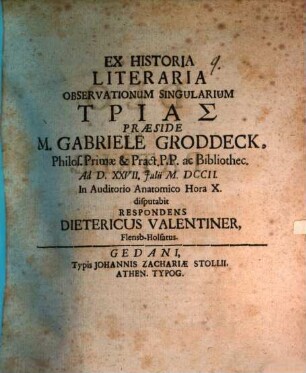 EX HISTORIA 9.
LITERARIA
OBSERVATIONUM SINGULARIUM
ΤΡΙΑΣ
PRÆSIDE
M. GABRIELE GRODDECK,
Philos. Primæ & Pract. P.P. ac Bibliothec.
Ad D. XXVII, Julii M. DCCII.
In Auditorio Anatomico Hora X.
disputabit
RESPONDENS
DIETERICUS VALENTINER,
Flensb-Holsatus.
GEDANI,
Typis JOHANNIS ZACHARIÆ STOLLII.
ATHEN. TYPOG.